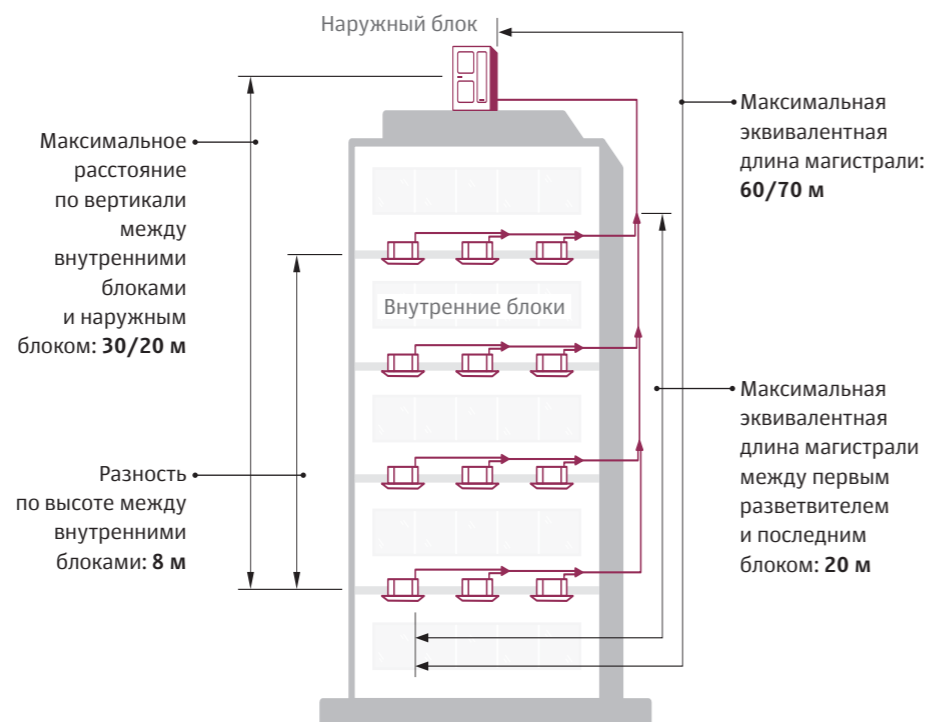 Наружный блок
Максимальное
расстояние
по вертикали
между
внутренними
блоками
и наружным
блоком: 30/20 м
Разность
по высоте между
внутренними
блоками: 8 м
Внутренние блоки
Максимальная
эквивалентная
длина магистрали:
60/70 м
Максимальная
эквивалентная
длина магистрали
между первым
разветвителем
и последним
блоком: 20 м